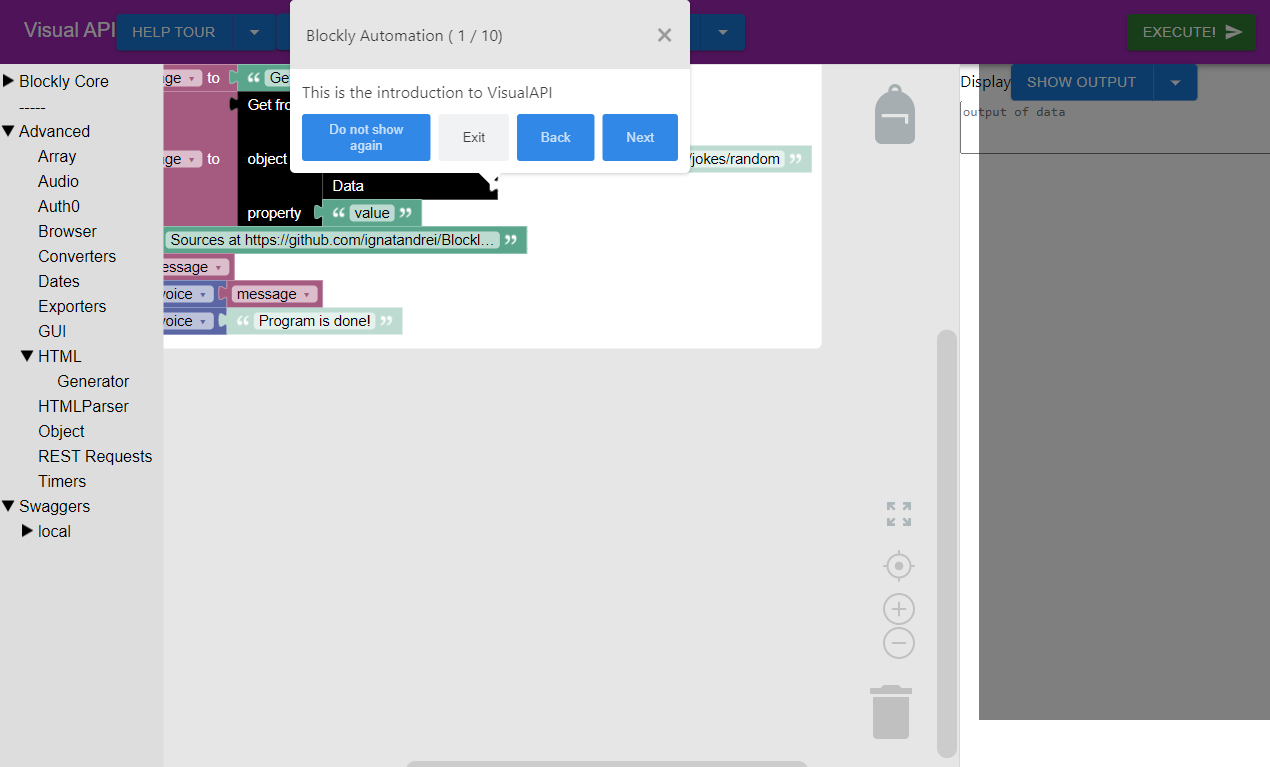 Visual API
HELP TOUR
EXECUTE!
Blockly Automation ( 1 / 10)
This is the introduction to VisualAPI
Do not show again
Exit
Back
Next
Blockly Core
-----
Advanced
Array
Audio
Auth0
Browser
Converters
Dates
Exporters
GUI
HTML
Generator
HTMLParser
Object
REST Requests
Timers
Swaggers
local
ge to “ Get
Get fro
ge to object /jokes/random ”
Data
property “ value ”
Sources at https://github.com/ignatandrei/Blockl… ”
essage
voice message
voice “ Program is done! ”
Display SHOW OUTPUT
output of data